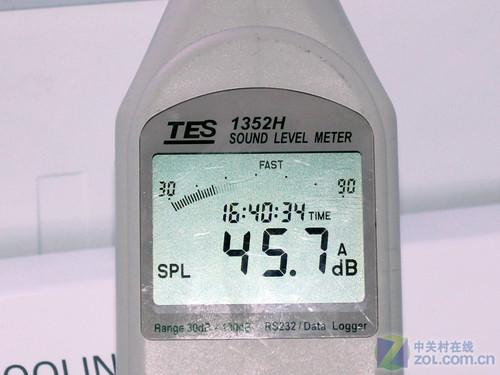 TES 1352H
SOUND LEVEL METER
FAST
30 90
16:40:34 TIME
SPL 45.7 A dB
Range 30dB - 130dB RS232 / Data Logger
OOLIN
中关村在线
zol.com.cn